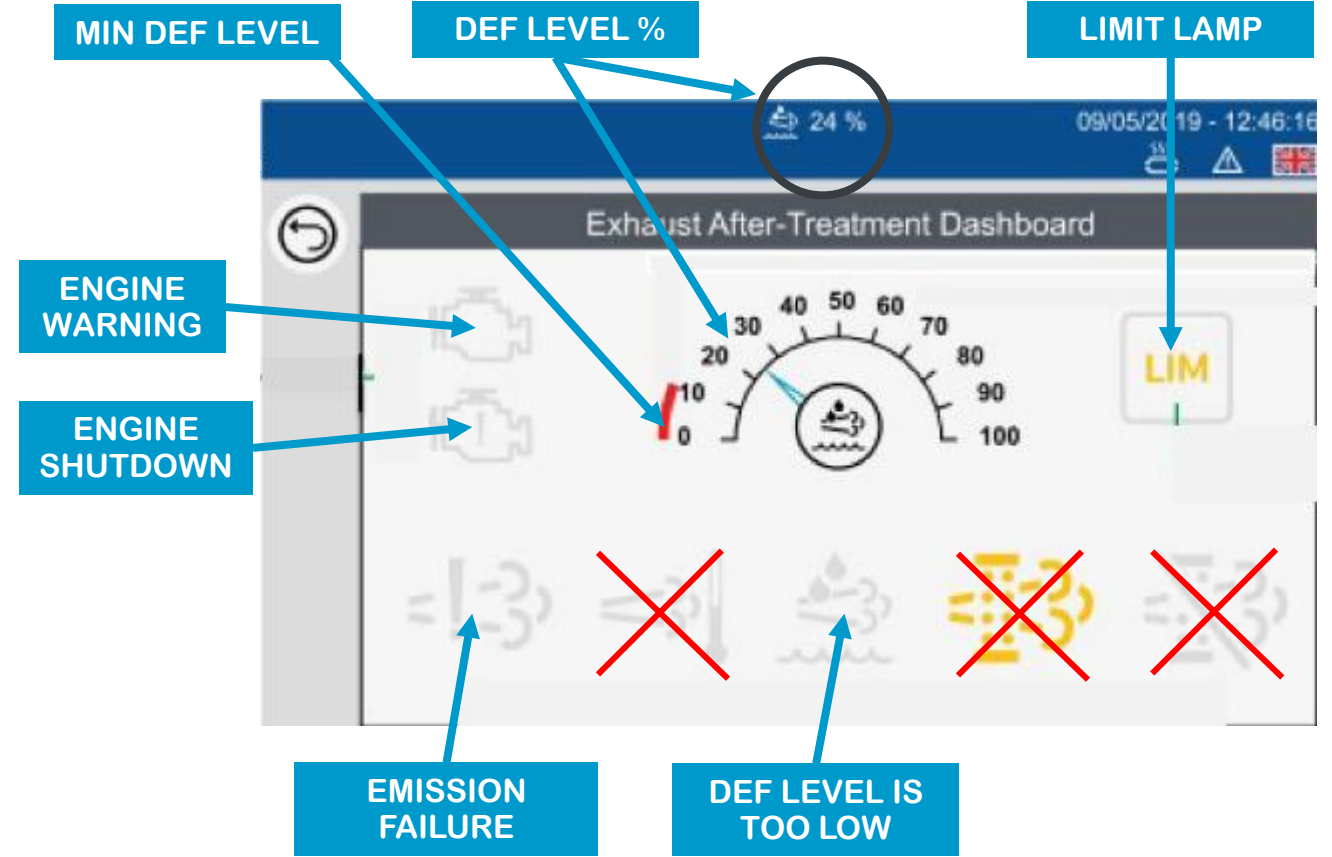 MIN DEF LEVEL
DEF LEVEL %
LIMIT LAMP
24 %
09/05/2019 - 12:46:16
Exhaust After-Treatment Dashboard
ENGINE
WARNING
ENGINE
SHUTDOWN
0
10
20
30
40
50
60
70
80
90
100
LIM
EMISSION
FAILURE
DEF LEVEL IS
TOO LOW